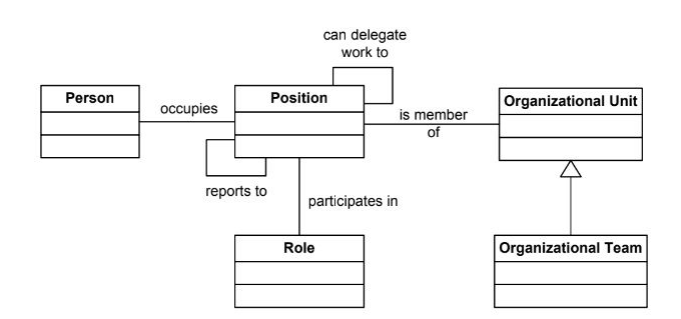 can delegate
work to
Person
occupies
Position
is member
of
Organizational Unit
reports to
participates in
Role
Organizational Team